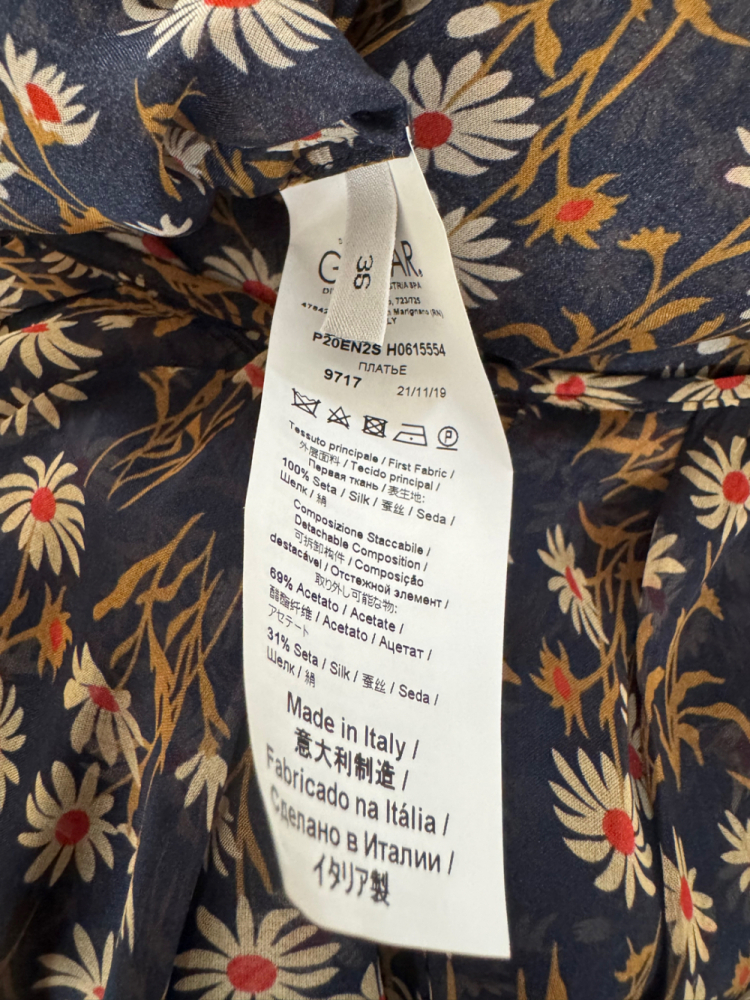 36
P20EN2S H0615554
ПЛАТЬЕ
9717 21/11/19
P
Tessuto principale / First Fabric /
外层面料 / Tecido principal /
Первая ткань / 表生地:
100% Seta / Silk / 蚕丝 / Seda /
Шелк / 絹
Composizione Staccabile /
Detachable Composition /
可拆卸构件 / Composição
destacável / Отстежной элемент /
取り外し可能な物:
69% Acetato / Acetate /
醋酯纤维 / Acetato / Ацетат /
アセテート
31% Seta / Silk / 蚕丝 / Seda /
Шелк / 絹
Made in Italy /
意大利制造 /
Fabricado na Itália /
Сделано в Италии /
イタリア製